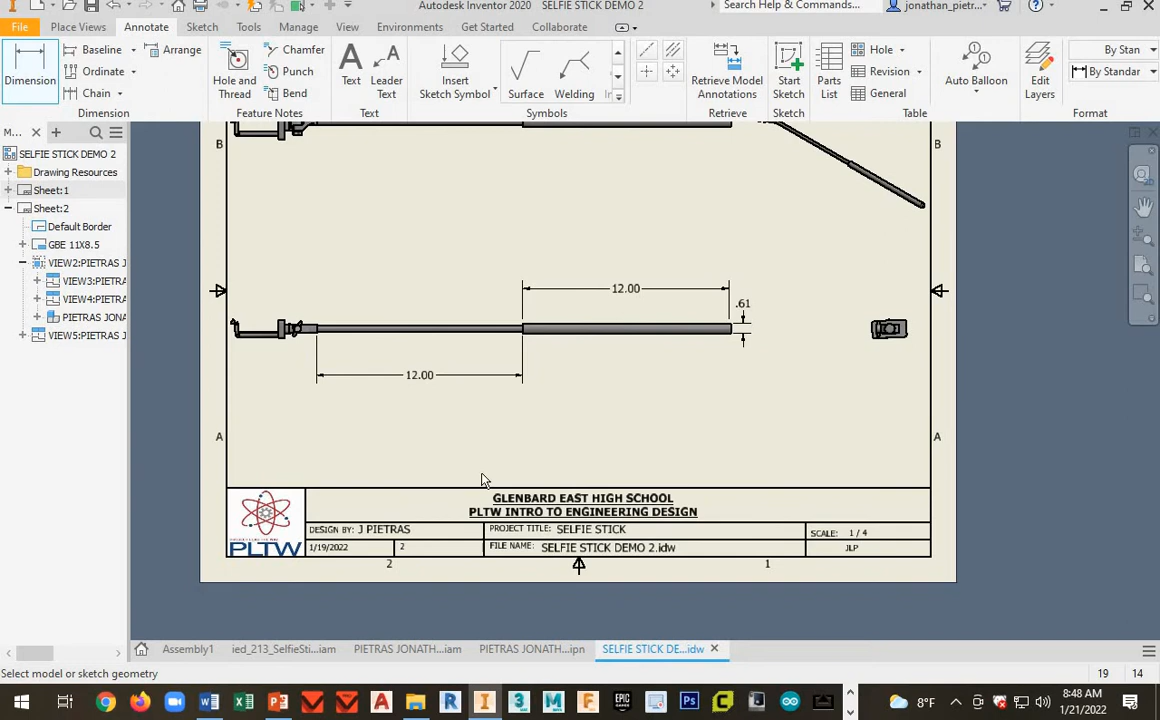 Autodesk Inventor 2020 SELFIE STICK DEMO 2
Search Help & Commands...
jonathan_pietr...
File Place Views Annotate Sketch Tools Manage View Environments Get Started Collaborate
Dimension
Baseline
Ordinate
Chain
Arrange
Dimension
Hole and Thread
Chamfer
Punch
Bend
Feature Notes
Text
Leader Text
Text
Insert Sketch Symbol
Surface
Welding
Symbols
Retrieve Model Annotations
Retrieve
Start Sketch
Sketch
Parts List
Hole
Revision
General
Table
Auto Balloon
Edit Layers
By Stan
By Standar
Format
M...
SELFIE STICK DEMO 2
Drawing Resources
Sheet:1
Sheet:2
Default Border
GBE 11X8.5
VIEW2:PIETRAS J
VIEW3:PIETRA
VIEW4:PIETRA
PIETRAS JONA
VIEW5:PIETRAS J
B
B
12.00
.61
12.00
A
A
GLENBARD EAST HIGH SCHOOL
PLTW INTRO TO ENGINEERING DESIGN
PLTW
DESIGN BY: J PIETRAS
PROJECT TITLE: SELFIE STICK
SCALE: 1 / 4
1/19/2022
2
FILE NAME: SELFIE STICK DEMO 2.idw
JLP
2
1
Assembly1
ied_213_SelfieSti....iam
PIETRAS JONATH....iam
PIETRAS JONATH....ipn
SELFIE STICK DE...idw
Select model or sketch geometry
19 14
8°F
8:48 AM
1/21/2022